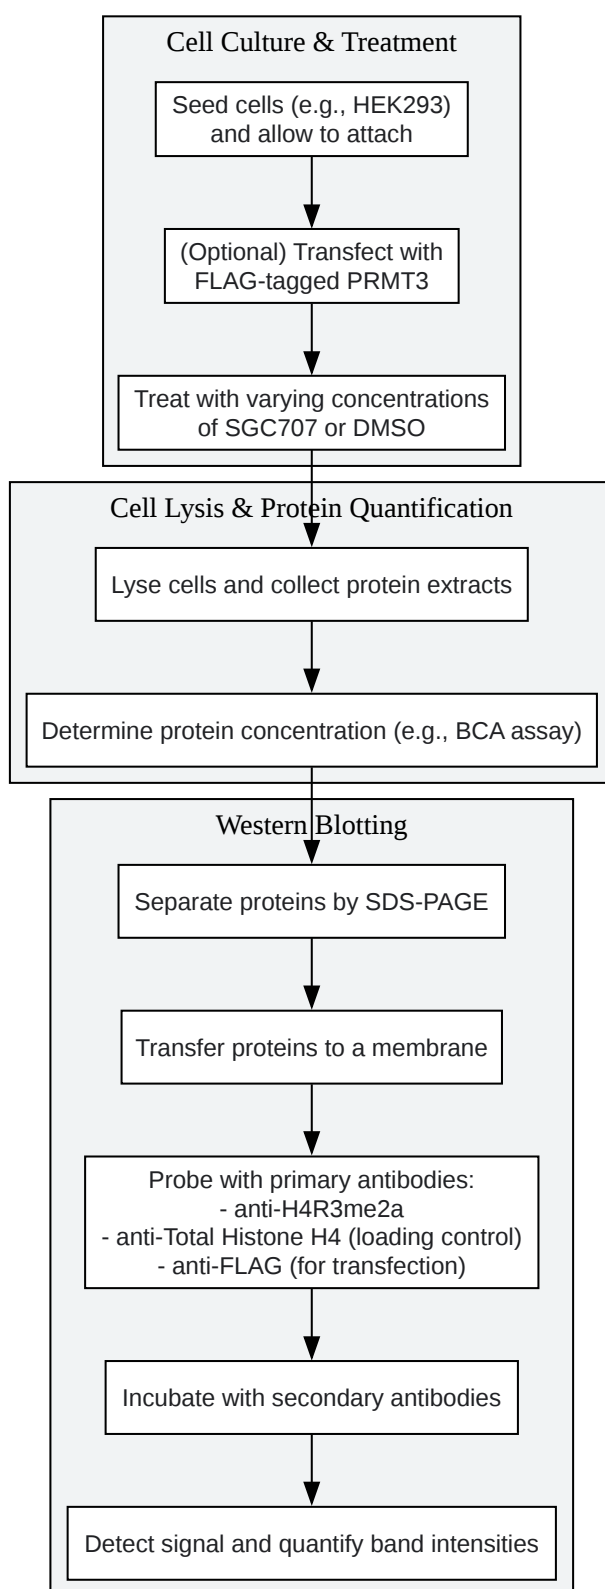 Cell Culture & Treatment
Seed cells (e.g., HEK293)
and allow to attach
(Optional) Transfect with
FLAG-tagged PRMT3
Treat with varying concentrations
of SGC707 or DMSO
Cell Lysis & Protein Quantification
Lyse cells and collect protein extracts
Determine protein concentration (e.g., BCA assay)
Western Blotting
Separate proteins by SDS-PAGE
Transfer proteins to a membrane
Probe with primary antibodies:
- anti-H4R3me2a
- anti-Total Histone H4 (loading control)
- anti-FLAG (for transfection)
Incubate with secondary antibodies
Detect signal and quantify band intensities